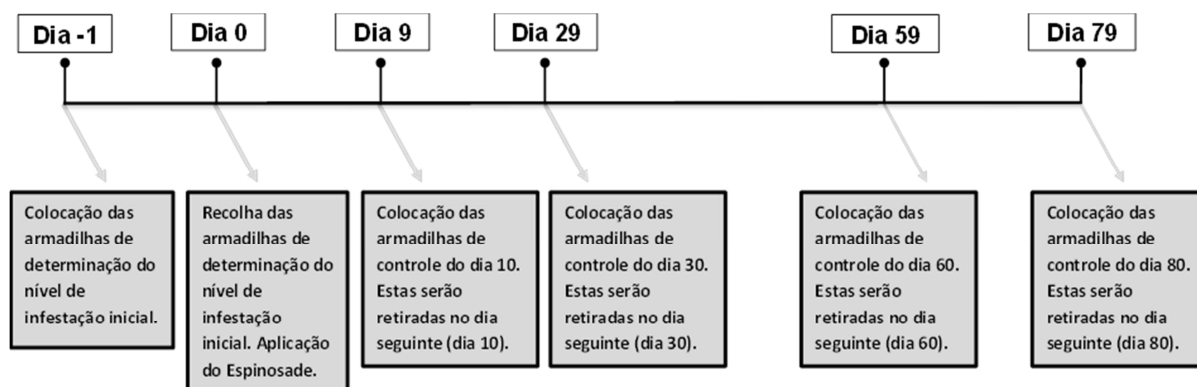 Dia -1
Dia 0
Dia 9
Dia 29
Dia 59
Dia 79
Colocação das
armadilhas de
determinação do
nível de
infestação inicial.
Recolha das
armadilhas de
determinação do
nível de
infestação
inicial. Aplicação
do Espinosade.
Colocação das
armadilhas de
controle do dia 10.
Estas serão
retiradas no dia
seguinte (dia 10).
Colocação das
armadilhas de
controle do dia 30.
Estas serão
retiradas no dia
seguinte (dia 30).
Colocação das
armadilhas de
controle do dia 60.
Estas serão
retiradas no dia
seguinte (dia 60).
Colocação das
armadilhas de
controle do dia 80.
Estas serão
retiradas no dia
seguinte (dia 80).